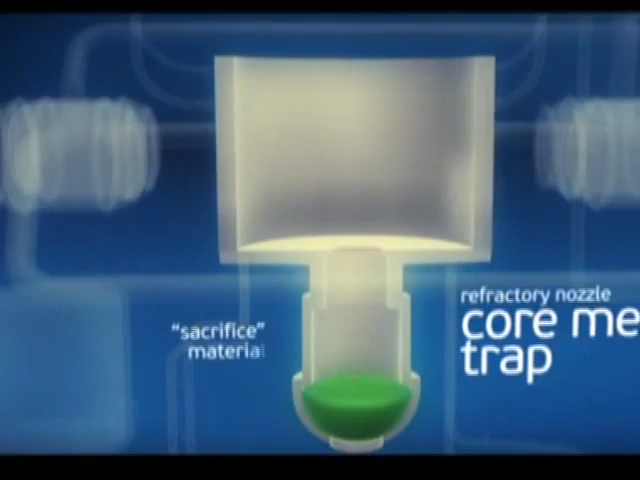 "sacrifice"
materia
refractory nozzle
core me
trap